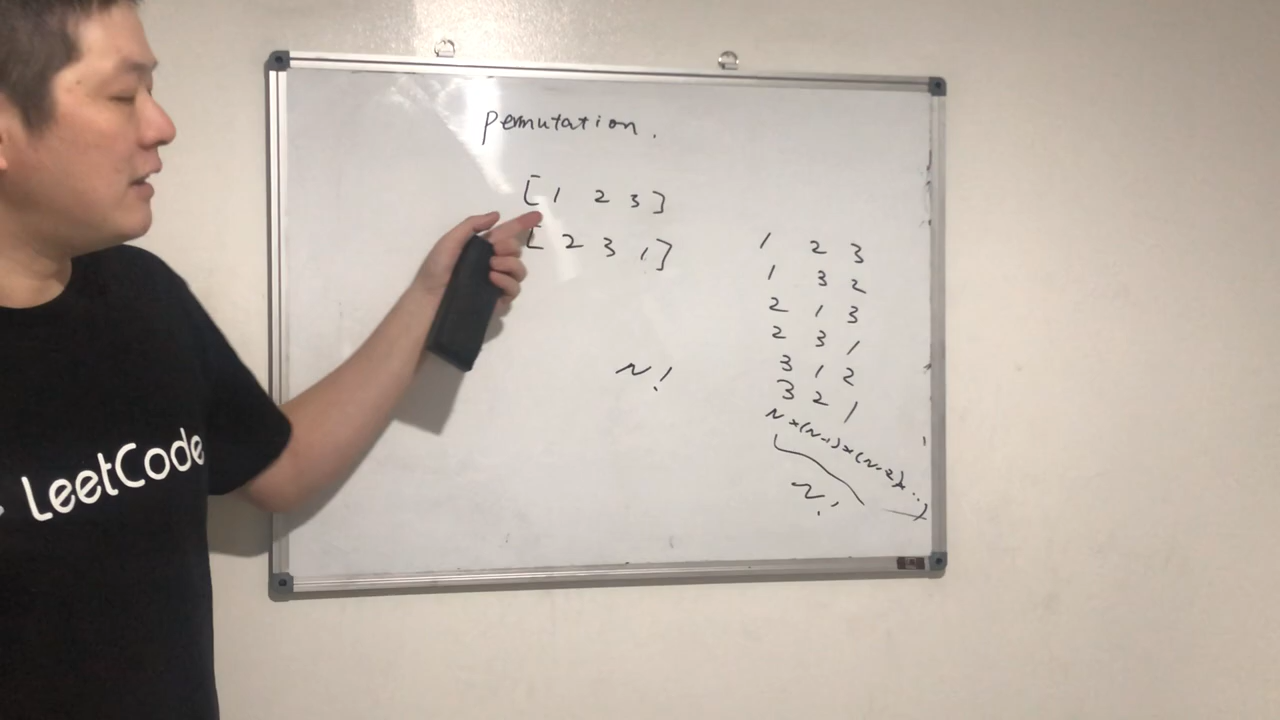 permutation.
[1 2 3]
[2 3 1]
1 2 3
1 3 2
2 1 3
2 3 1
3 1 2
3 2 1
N!
N×(N-1)×(N-2)×...1
N!
LeetCode